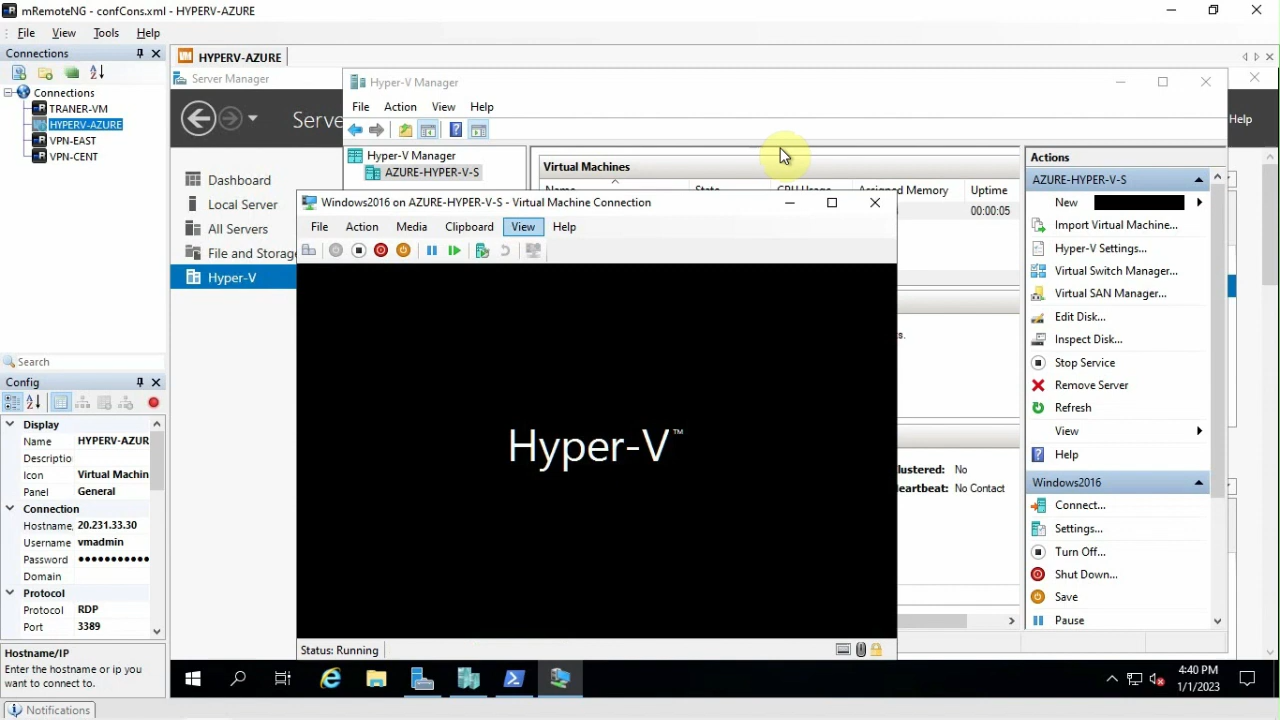 mRemoteNG - confCons.xml - HYPERV-AZURE
File View Tools Help
Connections
HYPERV-AZURE
Connections
TRANER-VM
HYPERV-AZURE
VPN-EAST
VPN-CENT
Search
Config
Display
Name HYPERV-AZUR
Descriptio
Icon Virtual Machin
Panel General
Connection
Hostname, 20.231.33.30
Username vmadmin
Password ●●●●●●●●●●●
Domain
Protocol
Protocol RDP
Port 3389
Hostname/IP
Enter the hostname or ip you
want to connect to.
Notifications
Server Manager
Serve
Help
Dashboard
Local Server
All Servers
File and Storag
Hyper-V
Hyper-V Manager
File Action View Help
Hyper-V Manager
AZURE-HYPER-V-S
Virtual Machines
Name State CPU Usage Assigned Memory Uptime
00:00:05
lustered: No
eartbeat: No Contact
Windows2016 on AZURE-HYPER-V-S - Virtual Machine Connection
File Action Media Clipboard View Help
Hyper-V™
Status: Running
Actions
AZURE-HYPER-V-S
New
Import Virtual Machine...
Hyper-V Settings...
Virtual Switch Manager...
Virtual SAN Manager...
Edit Disk...
Inspect Disk...
Stop Service
Remove Server
Refresh
View
Help
Windows2016
Connect...
Settings...
Turn Off...
Shut Down...
Save
Pause
4:40 PM
1/1/2023